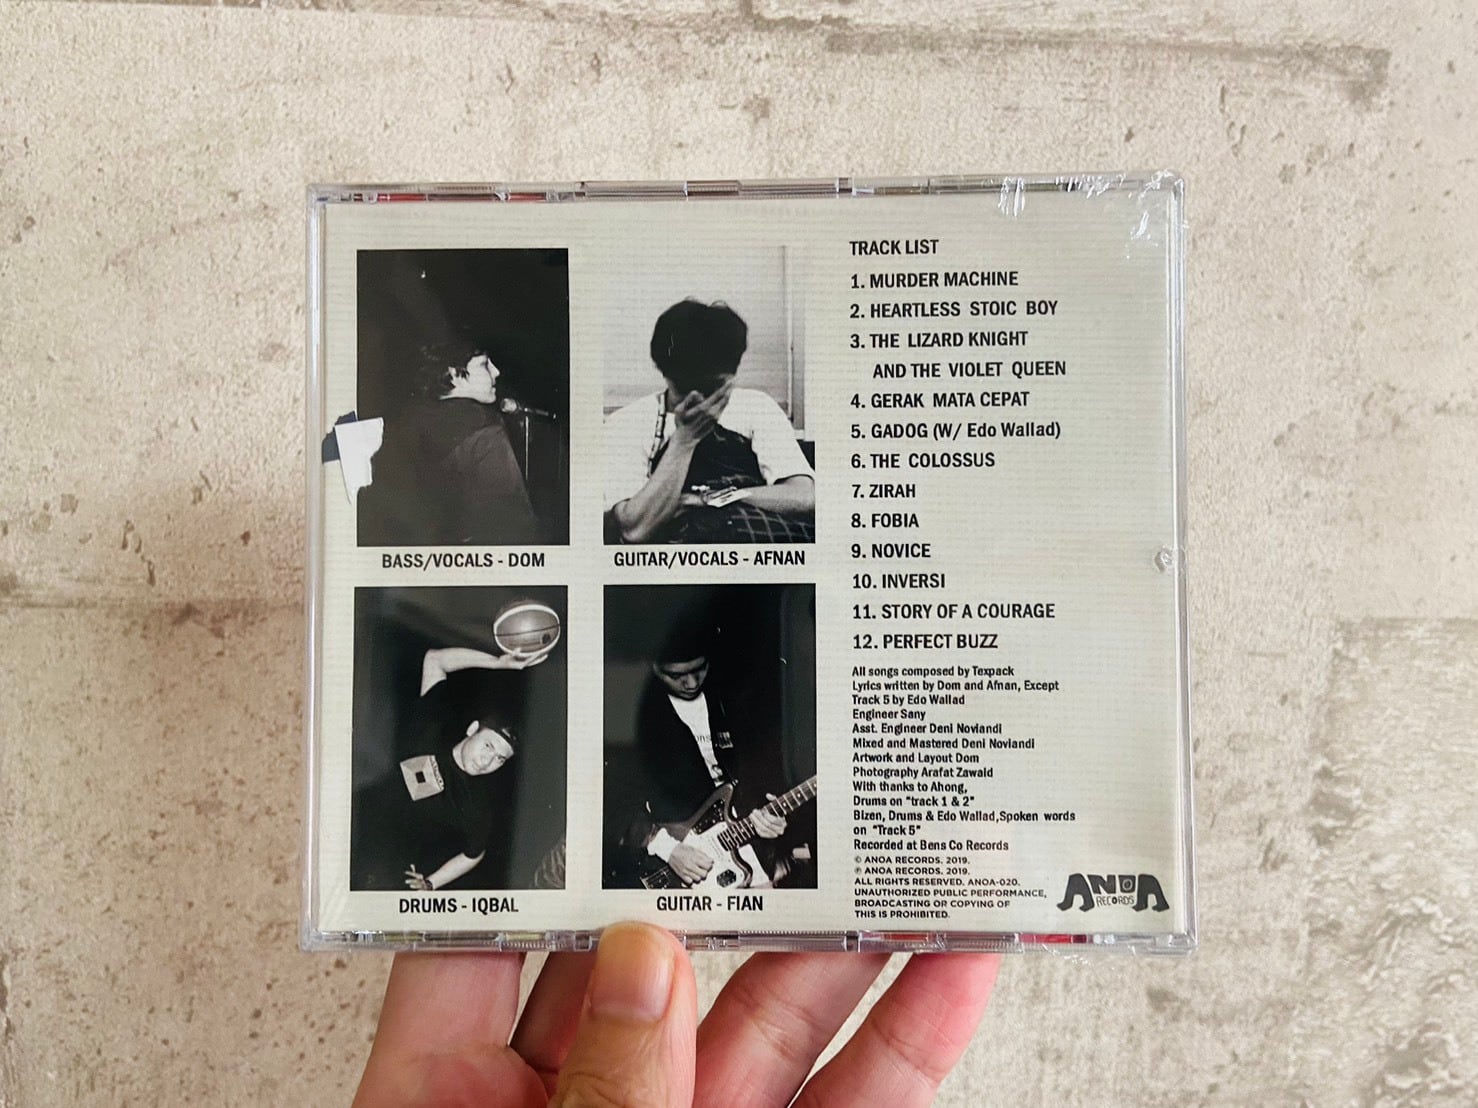 BASS/VOCALS - DOM
GUITAR/VOCALS - AFNAN
DRUMS - IQBAL
GUITAR - FIAN
TRACK LIST
1. MURDER MACHINE
2. HEARTLESS STOIC BOY
3. THE LIZARD KNIGHT
AND THE VIOLET QUEEN
4. GERAK MATA CEPAT
5. GADOG (W/ Edo Wallad)
6. THE COLOSSUS
7. ZIRAH
8. FOBIA
9. NOVICE
10. INVERSI
11. STORY OF A COURAGE
12. PERFECT BUZZ
All songs composed by Texpack
Lyrics written by Dom and Afnan, Except
Track 5 by Edo Wallad
Engineer Sany
Asst. Engineer Deni Noviandi
Mixed and Mastered Deni Noviandi
Artwork and Layout Dom
Photography Arafat Zawaid
With thanks to Ahong,
Drums on "track 1 & 2"
Bizen, Drums & Edo Wallad,Spoken words
on "Track 5"
Recorded at Bens Co Records
© ANOA RECORDS. 2019.
℗ ANOA RECORDS. 2019.
ALL RIGHTS RESERVED. ANOA-020.
UNAUTHORIZED PUBLIC PERFORMANCE,
BROADCASTING OR COPYING OF
THIS IS PROHIBITED.
ANOA
RECORDS